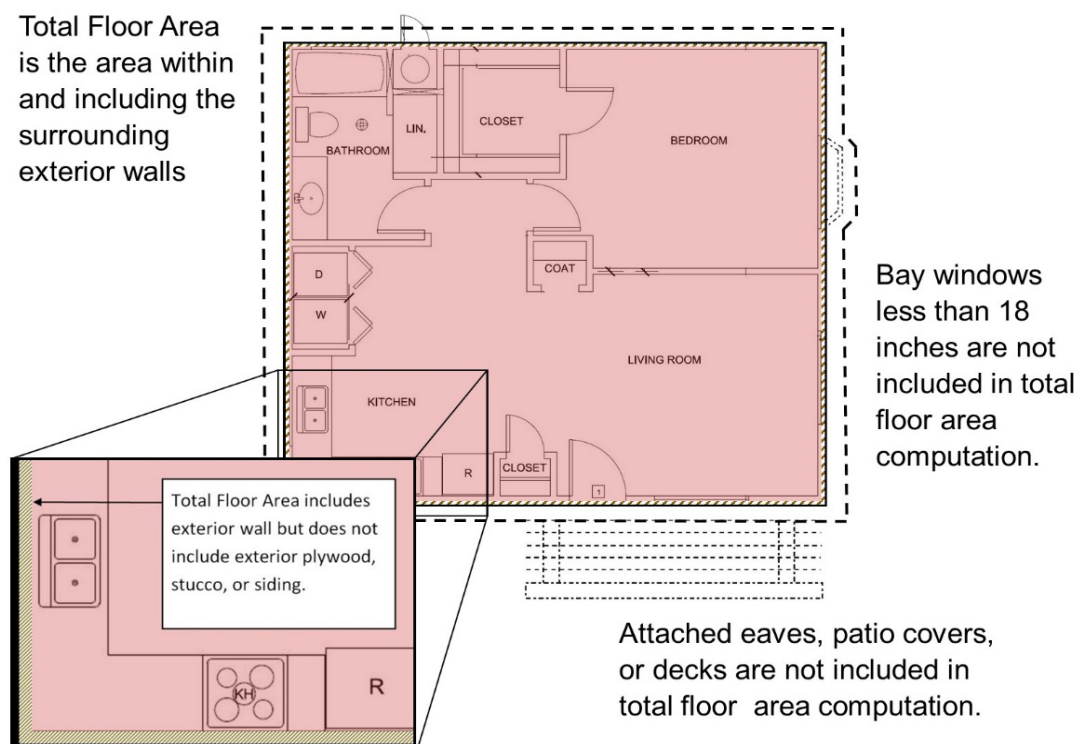 Total Floor Area
is the area within
and including the
surrounding
exterior walls
LIN.
CLOSET
BATHROOM
BEDROOM
D
COAT
W
LIVING ROOM
KITCHEN
R
CLOSET
1
Bay windows
less than 18
inches are not
included in total
floor area
computation.
Total Floor Area includes
exterior wall but does not
include exterior plywood,
stucco, or siding.
KH
R
Attached eaves, patio covers,
or decks are not included in
total floor area computation.